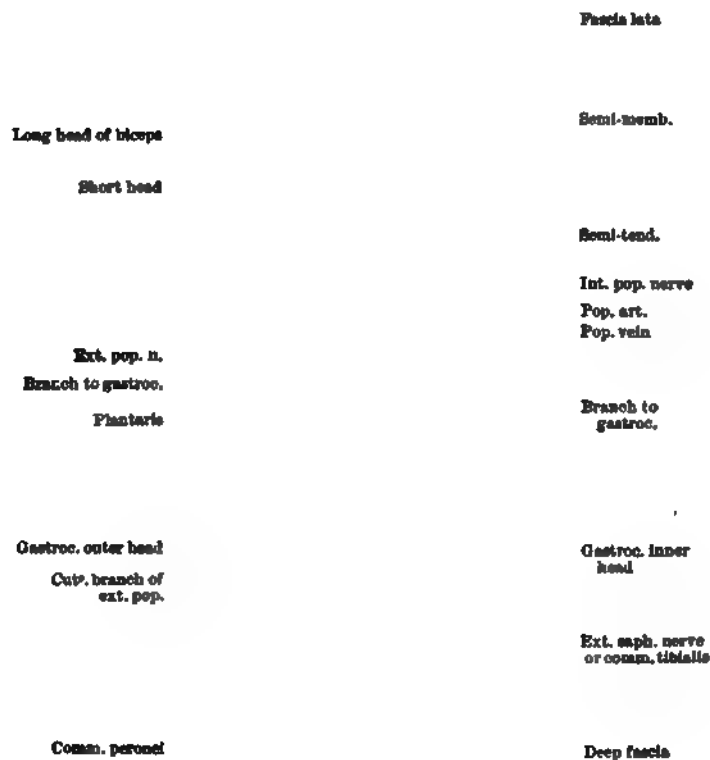 Fascia lata
Long head of biceps
Semi-memb.
Short head
Semi-tend.
Int. pop. nerve
Pop. art.
Pop. vein
Ext. pop. n.
Branch to gastroc.
Plantaris
Branch to
gastroc.
Gastroc. outer head
Gastroc. inner
head
Cuts. branch of
ext. pop.
Ext. saph. nerve
or comm. tibialis
Comm. peronei
Deep fascia